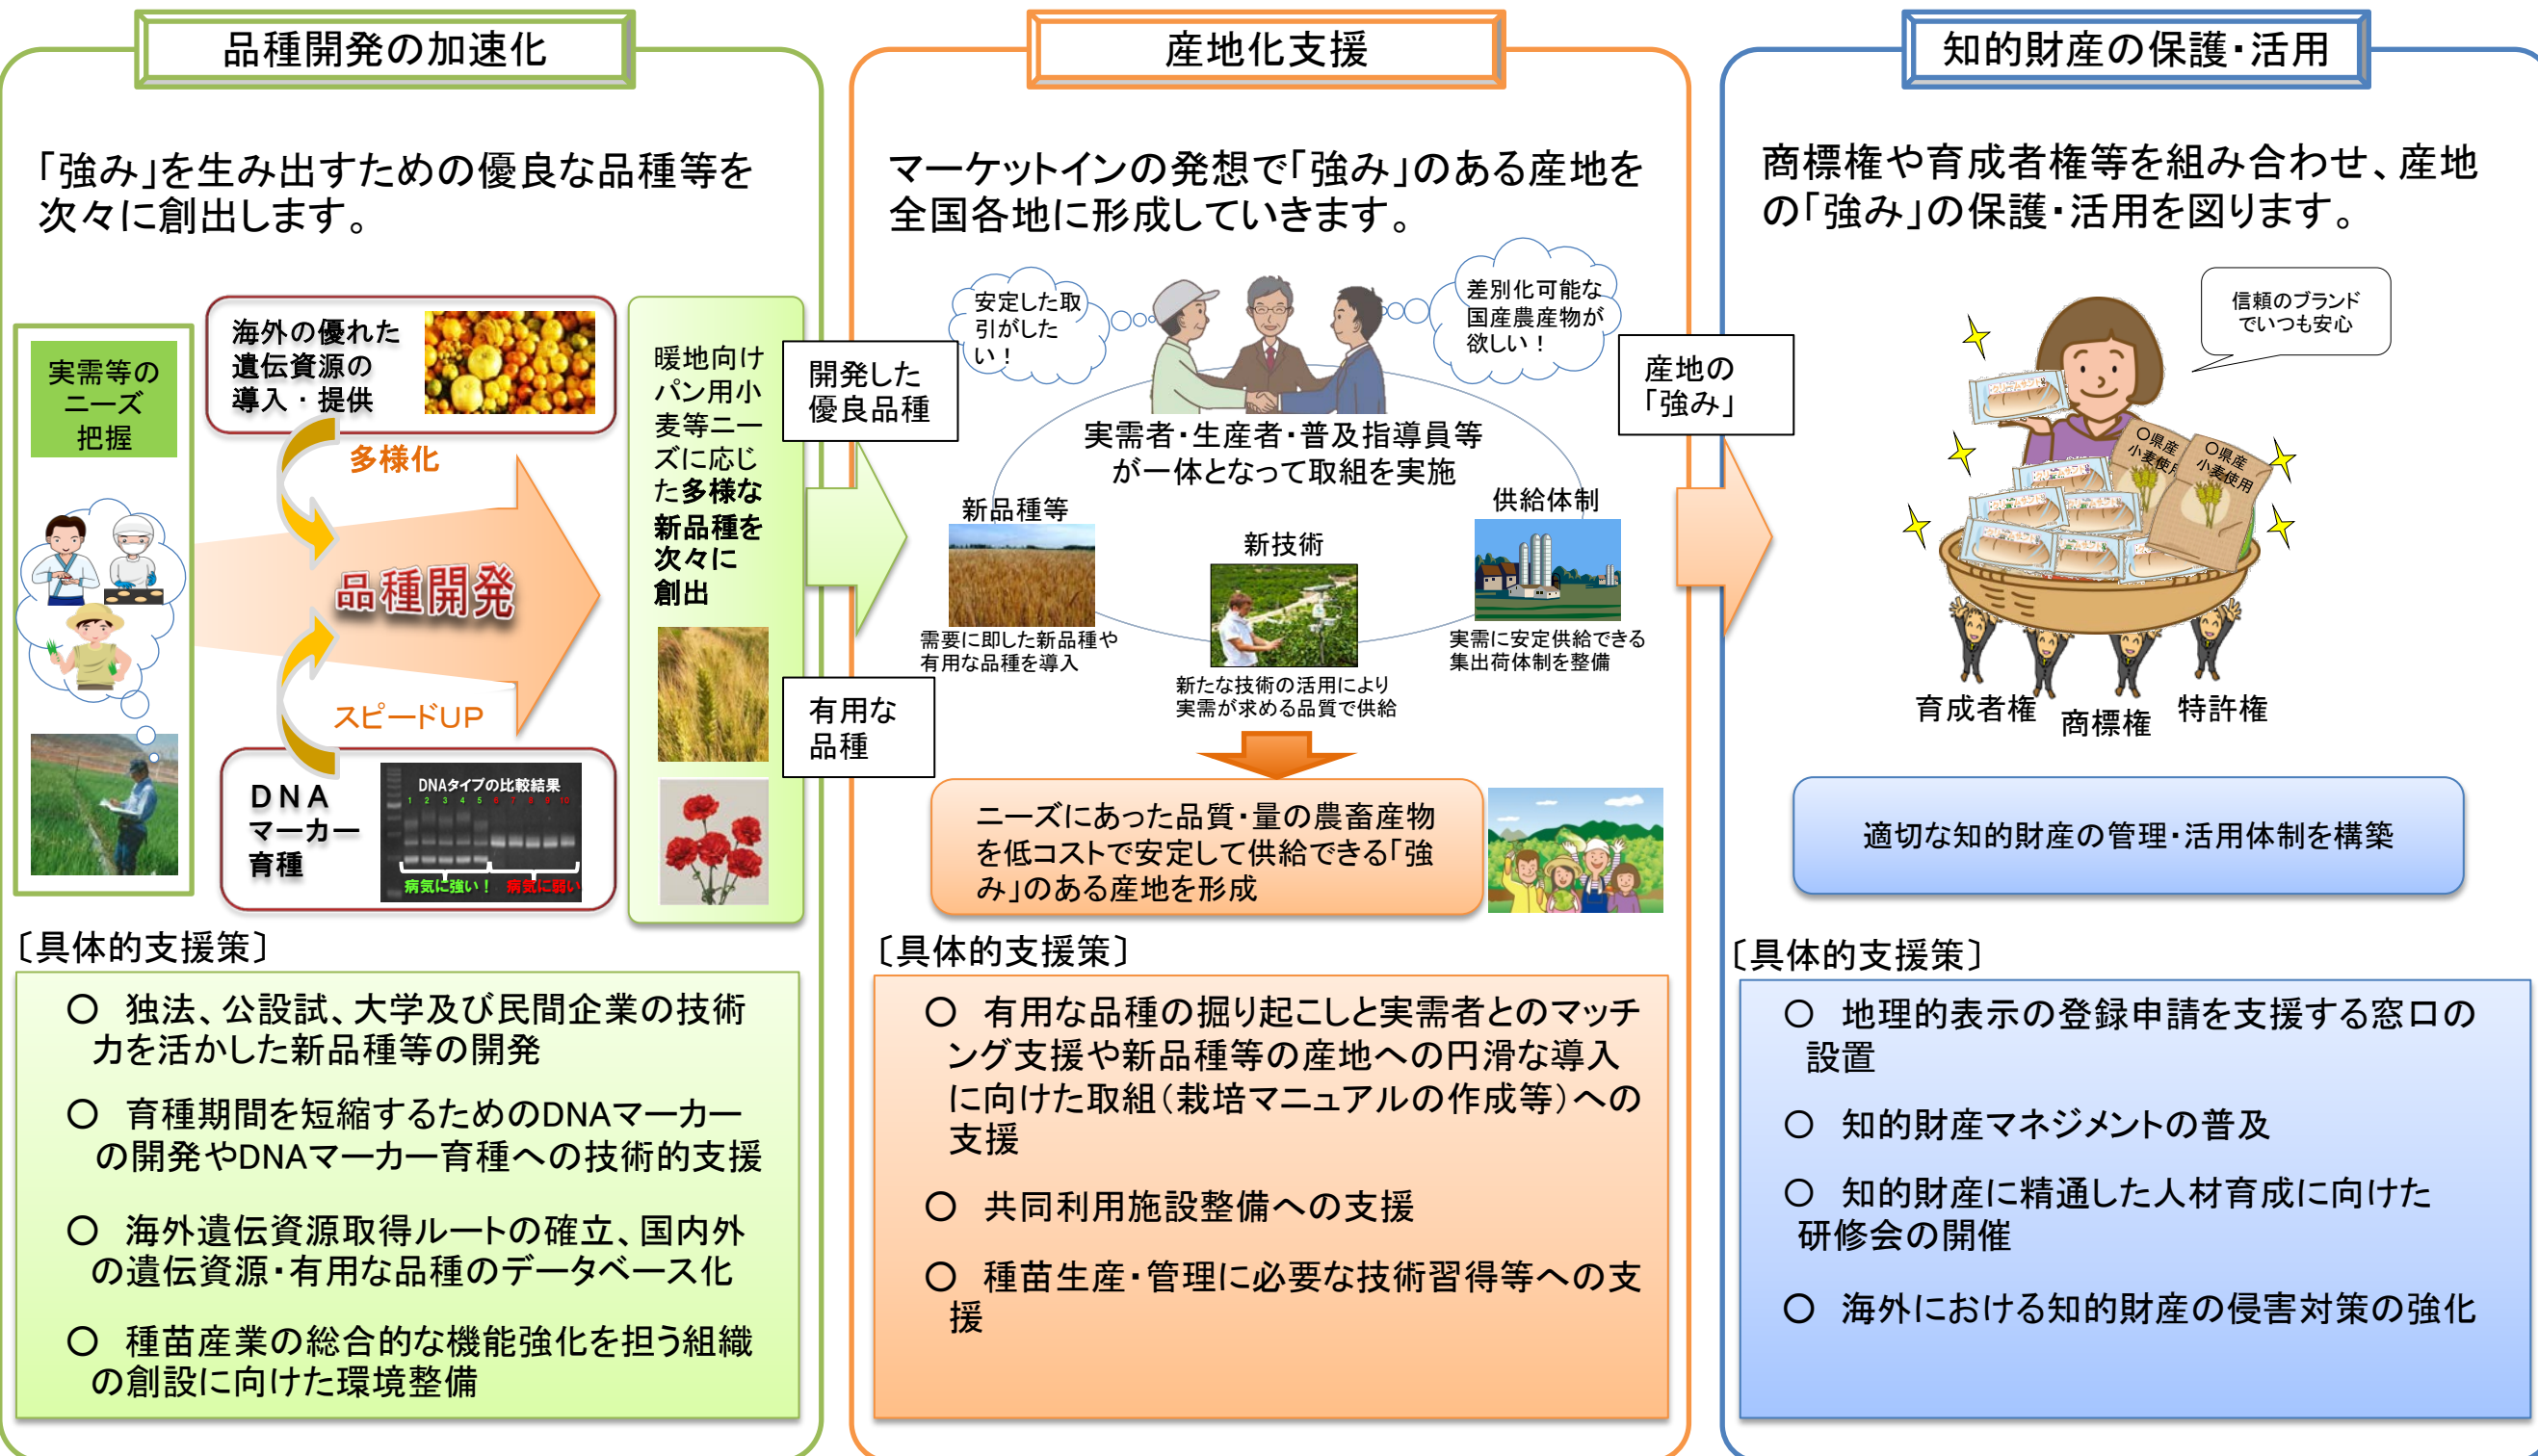 品種開発の加速化
「強み」を生み出すための優良な品種等を
次々に創出します。
実需等の
ニーズ
把握
海外の優れた
遺伝資源の
導入・提供
多様化
品種開発
スピードUP
DNA
マーカー
育種
DNAタイプの比較結果
1 2 3 4 5 6 7 8 9 10
病気に強い! 病気に弱い
暖地向け
パン用小
麦等ニー
ズに応じ
た多様な
新品種を
次々に
創出
〔具体的支援策〕
○ 独法、公設試、大学及び民間企業の技術
力を活かした新品種等の開発
○ 育種期間を短縮するためのDNAマーカー
の開発やDNAマーカー育種への技術的支援
○ 海外遺伝資源取得ルートの確立、国内外
の遺伝資源・有用な品種のデータベース化
○ 種苗産業の総合的な機能強化を担う組織
の創設に向けた環境整備
開発した
優良品種
有用な
品種
産地化支援
マーケットインの発想で「強み」のある産地を
全国各地に形成していきます。
安定した取
引がした
い!
差別化可能な
国産農産物が
欲しい!
実需者・生産者・普及指導員等
が一体となって取組を実施
新品種等
需要に即した新品種や
有用な品種を導入
新技術
新たな技術の活用により
実需が求める品質で供給
供給体制
実需に安定供給できる
集出荷体制を整備
ニーズにあった品質・量の農畜産物
を低コストで安定して供給できる「強
み」のある産地を形成
〔具体的支援策〕
○ 有用な品種の掘り起こしと実需者とのマッチ
ング支援や新品種等の産地への円滑な導入
に向けた取組(栽培マニュアルの作成等)への
支援
○ 共同利用施設整備への支援
○ 種苗生産・管理に必要な技術習得等への支
援
産地の
「強み」
知的財産の保護・活用
商標権や育成者権等を組み合わせ、産地
の「強み」の保護・活用を図ります。
信頼のブランド
でいつも安心
○県産
小麦使用
○県産
小麦使用
育成者権
商標権
特許権
適切な知的財産の管理・活用体制を構築
〔具体的支援策〕
○ 地理的表示の登録申請を支援する窓口の
設置
○ 知的財産マネジメントの普及
○ 知的財産に精通した人材育成に向けた
研修会の開催
○ 海外における知的財産の侵害対策の強化